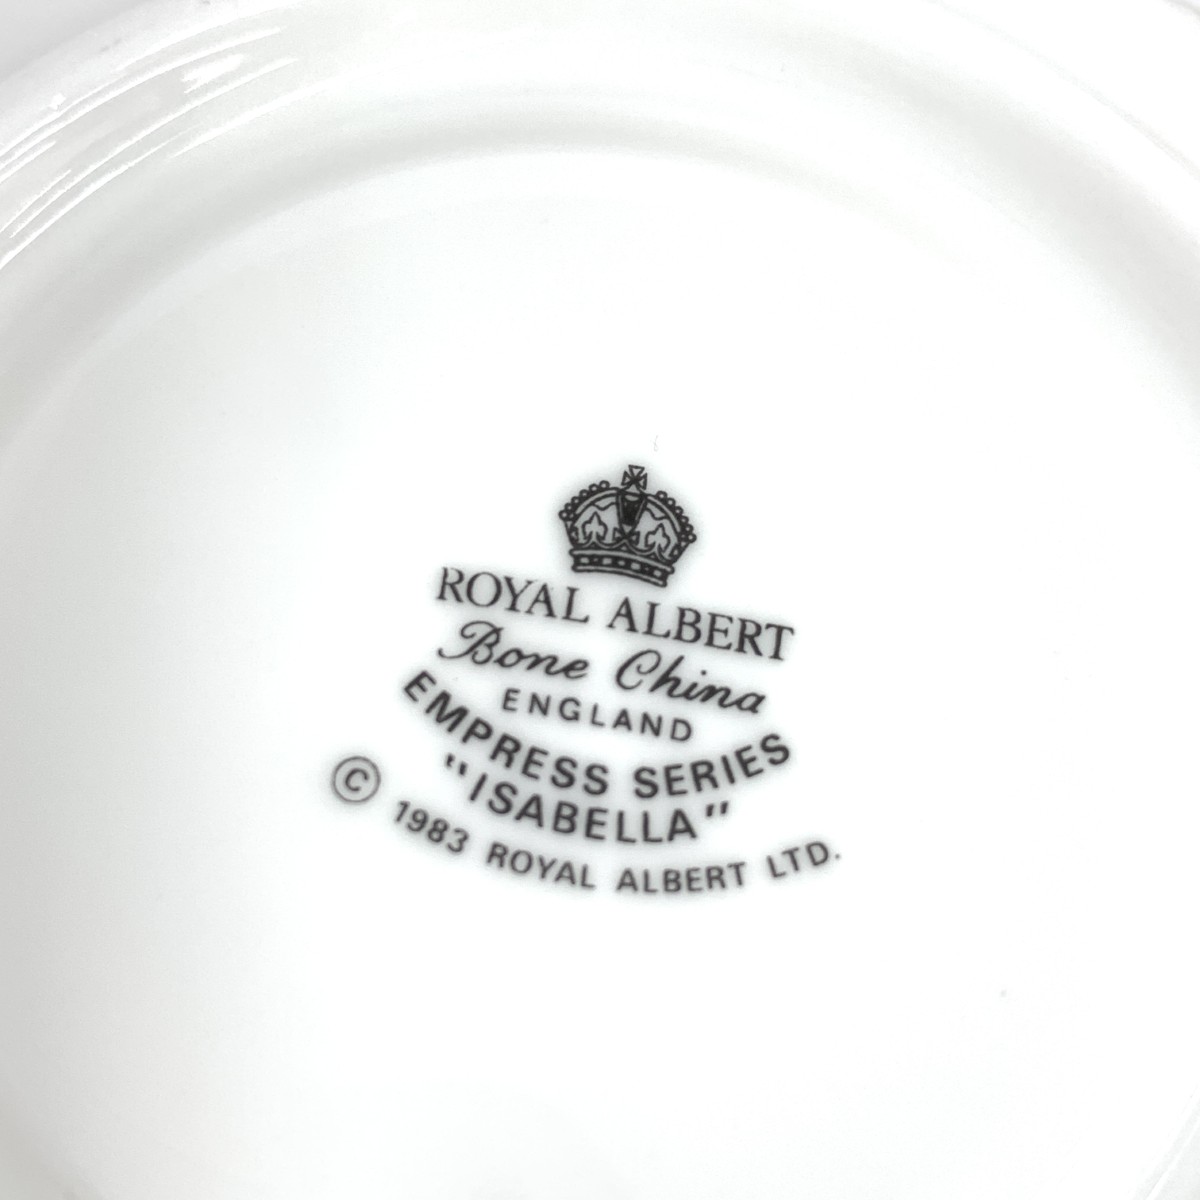 ROYAL ALBERT
Bone China
ENGLAND
EMPRESS SERIES
"ISABELLA"
© 1983 ROYAL ALBERT LTD.